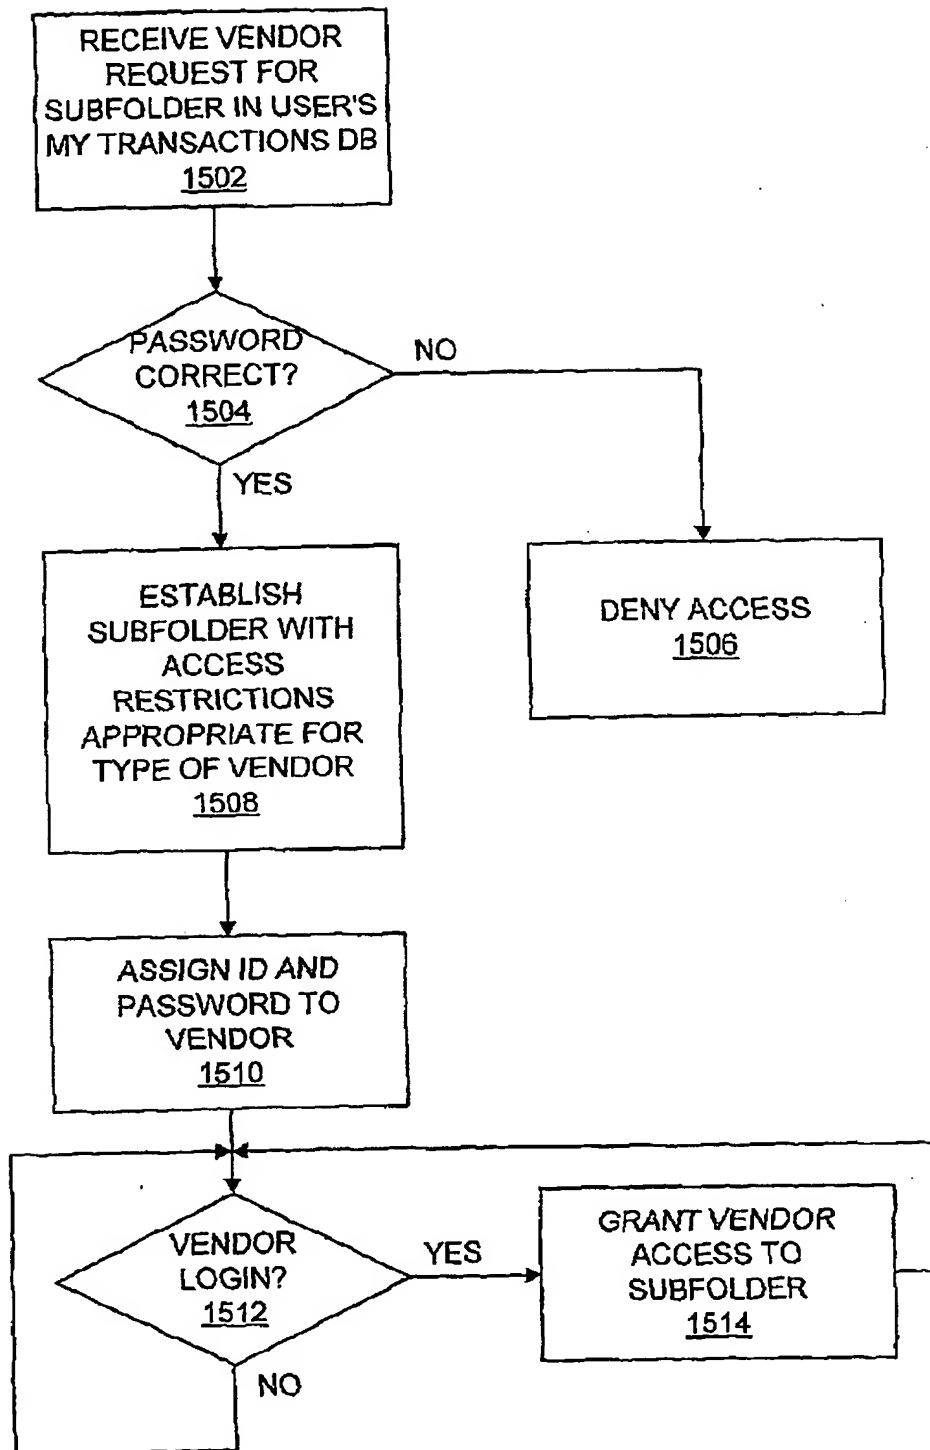 RECEIVE VENDOR
REQUEST FOR
SUBFOLDER IN USER'S
MY TRANSACTIONS DB
1502
PASSWORD
CORRECT?
1504
NO
YES
ESTABLISH
SUBFOLDER WITH
ACCESS
RESTRICTIONS
APPROPRIATE FOR
TYPE OF VENDOR
1508
DENY ACCESS
1506
ASSIGN ID AND
PASSWORD TO
VENDOR
1510
VENDOR
LOGIN?
1512
YES
GRANT VENDOR
ACCESS TO
SUBFOLDER
1514
NO